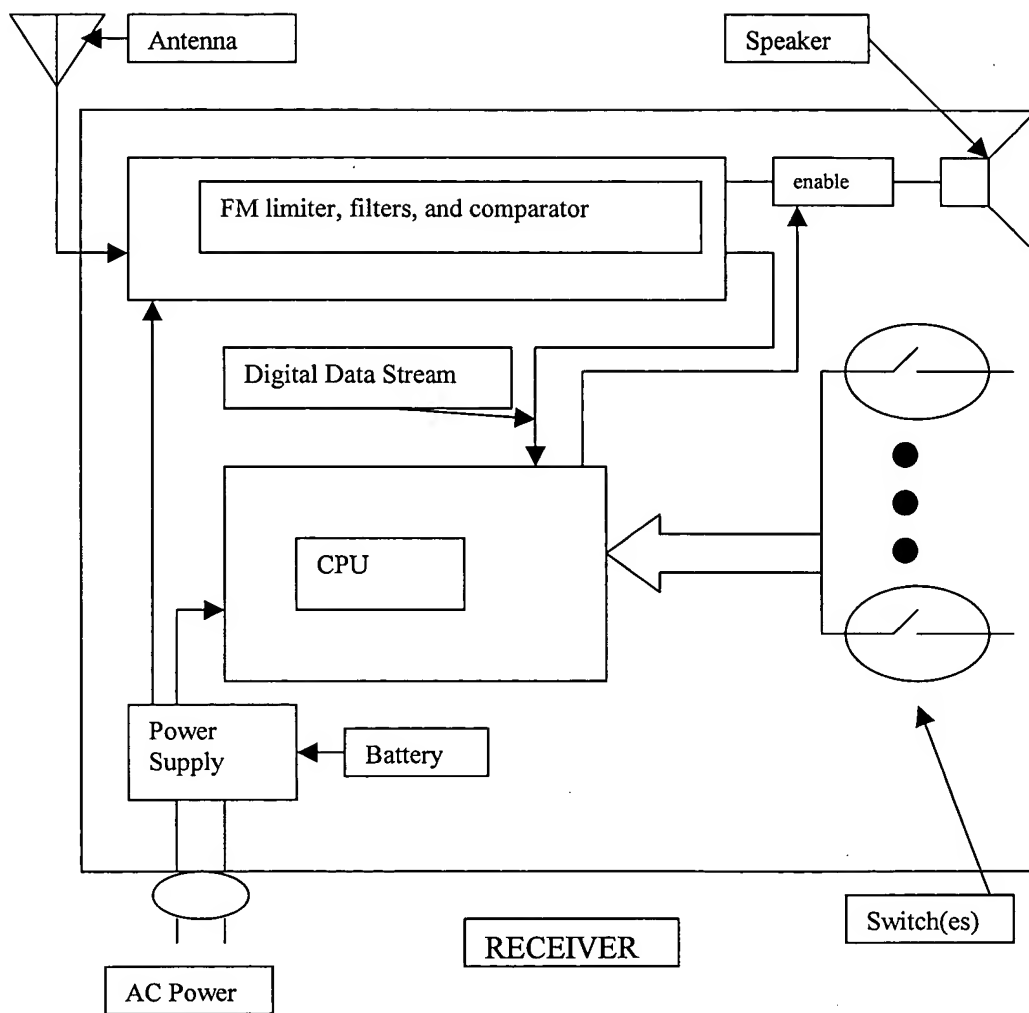 Antenna
Speaker
enable
FM limiter, filters, and comparator
Digital Data Stream
CPU
Power
Supply
Battery
Switch(es)
RECEIVER
AC Power